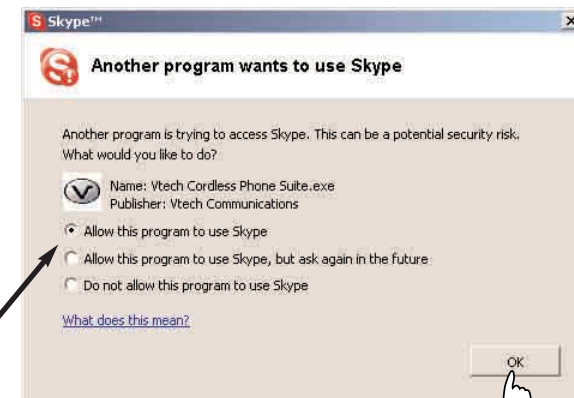 Skype™
Another program wants to use Skype
Another program is trying to access Skype. This can be a potential security risk.
What would you like to do?
Name: Vtech Cordless Phone Suite.exe
Publisher: Vtech Communications
Allow this program to use Skype
Allow this program to use Skype, but ask again in the future
Do not allow this program to use Skype
What does this mean?
OK